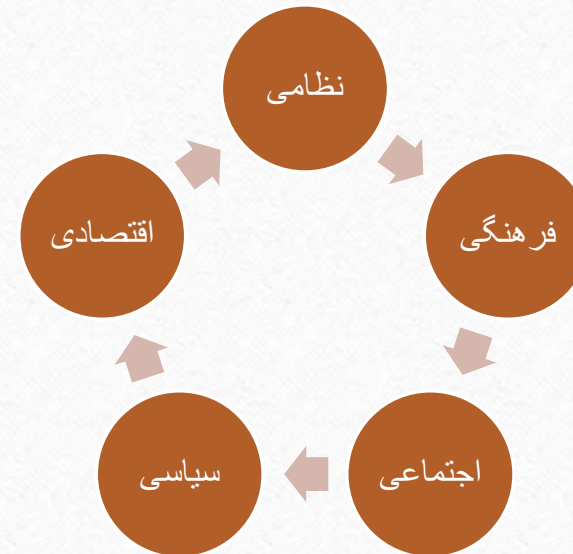 نظامی
فرهنگی
اجتماعی
سیاسی
اقتصادی